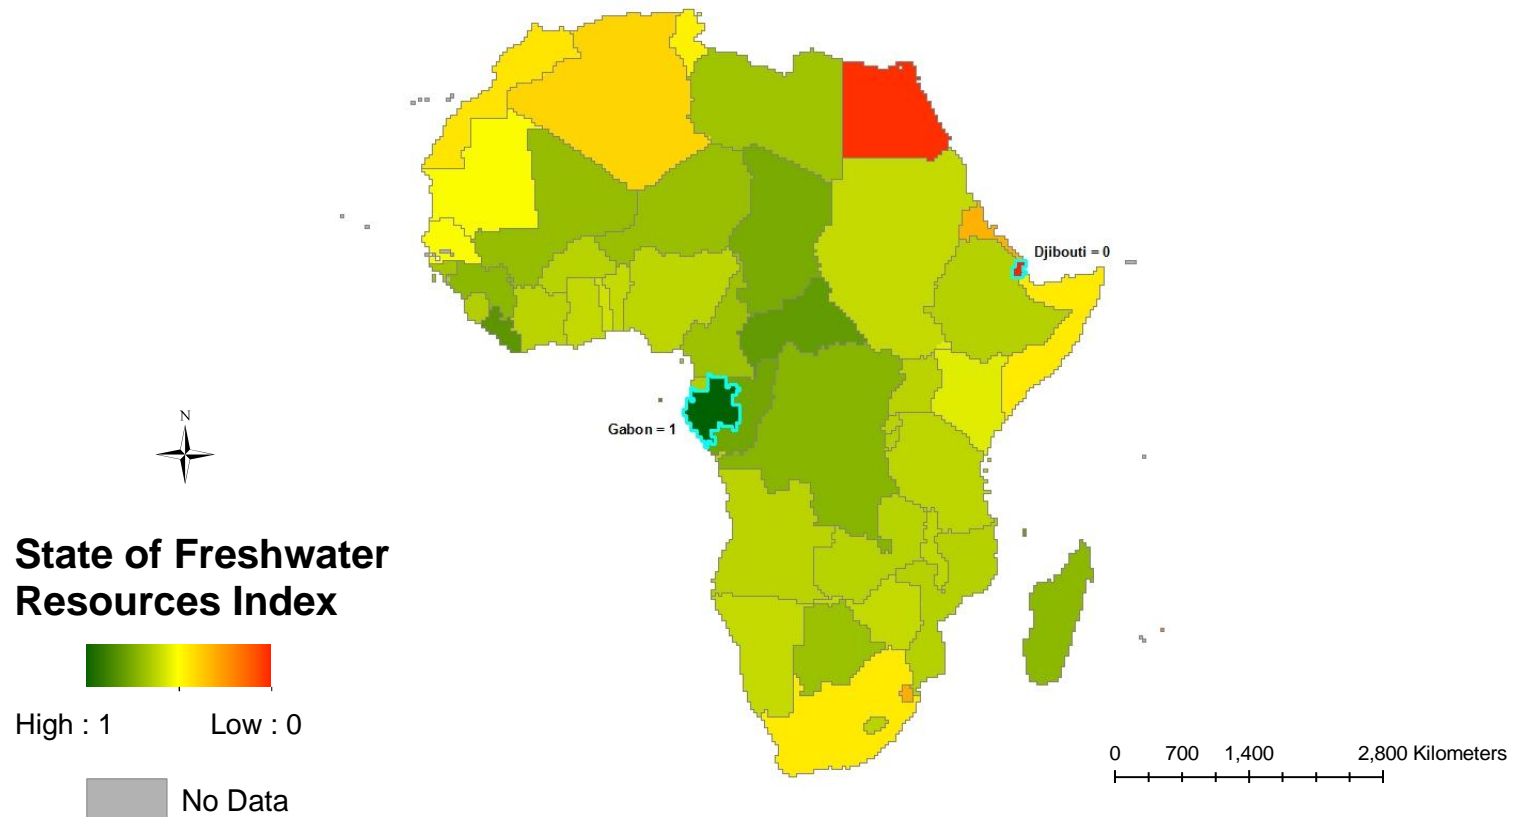 Djibouti = 0
Gabon = 1
N
State of Freshwater
Resources Index
High : 1 Low : 0
No Data
0 700 1,400 2,800 Kilometers